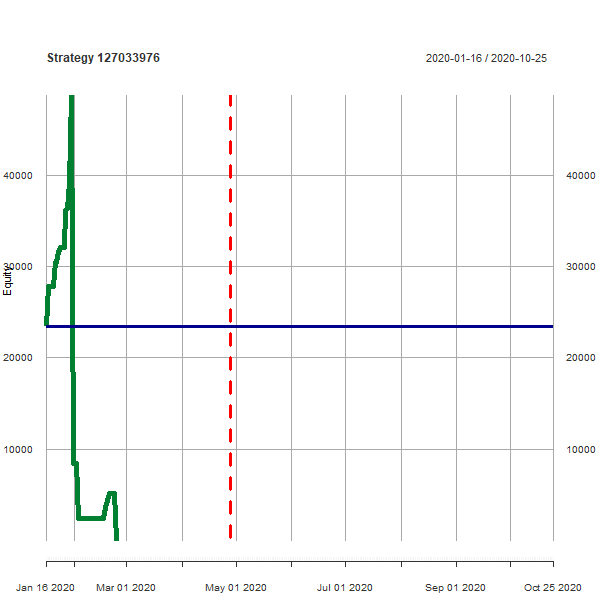 Strategy 127033976
2020-01-16 / 2020-10-25
40000
40000
30000
30000
Equity
20000
20000
10000
10000
Jan 16 2020
Mar 01 2020
May 01 2020
Jul 01 2020
Sep 01 2020
Oct 25 2020